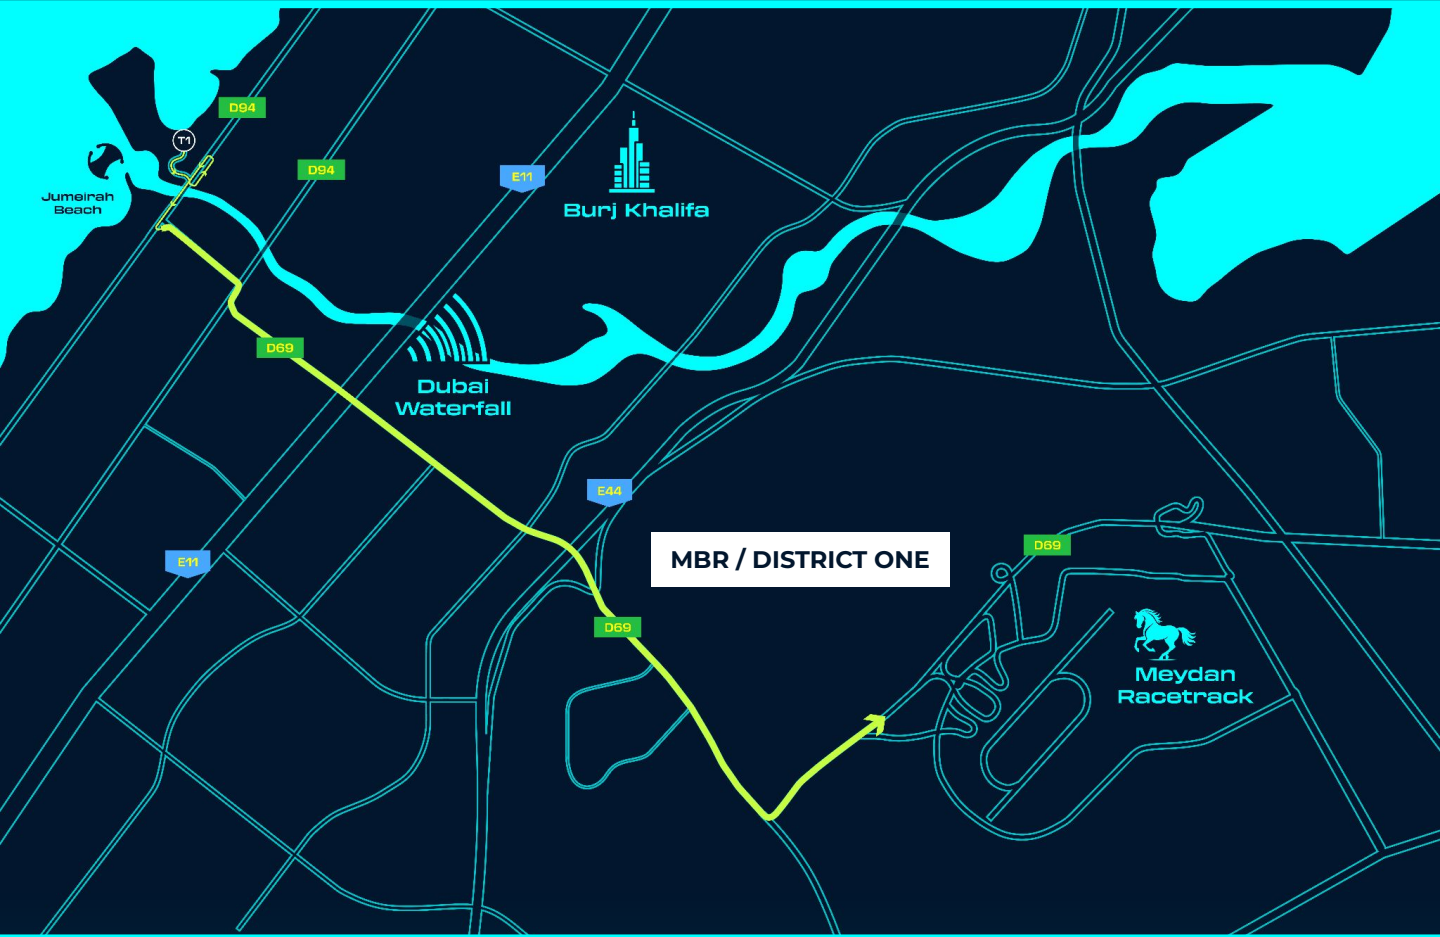 D94
T1
D94
E11
Jumeirah
Beach
Burj Khalifa
D69
Dubai
Waterfall
E44
E11
MBR / DISTRICT ONE
D69
D69
Meydan
Racetrack